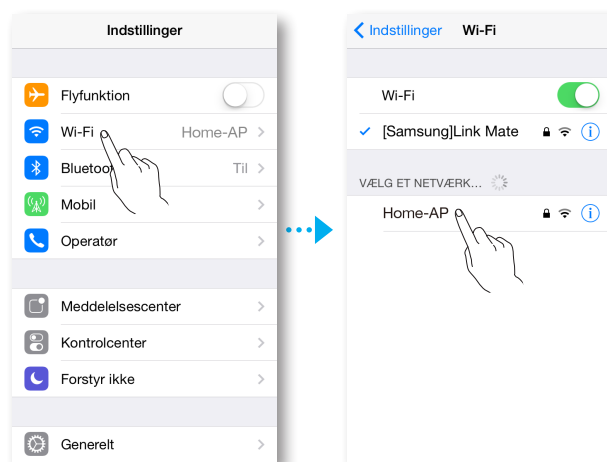 Indstillinger
Flyfunktion
Wi-Fi Home-AP
Bluetoo Til
Mobil
Operatør
Meddelelsescenter
Kontrolcenter
Forstyr ikke
Generelt
Indstillinger Wi-Fi
Wi-Fi
[Samsung]Link Mate
VÆLG ET NETVÆRK...
Home-AP